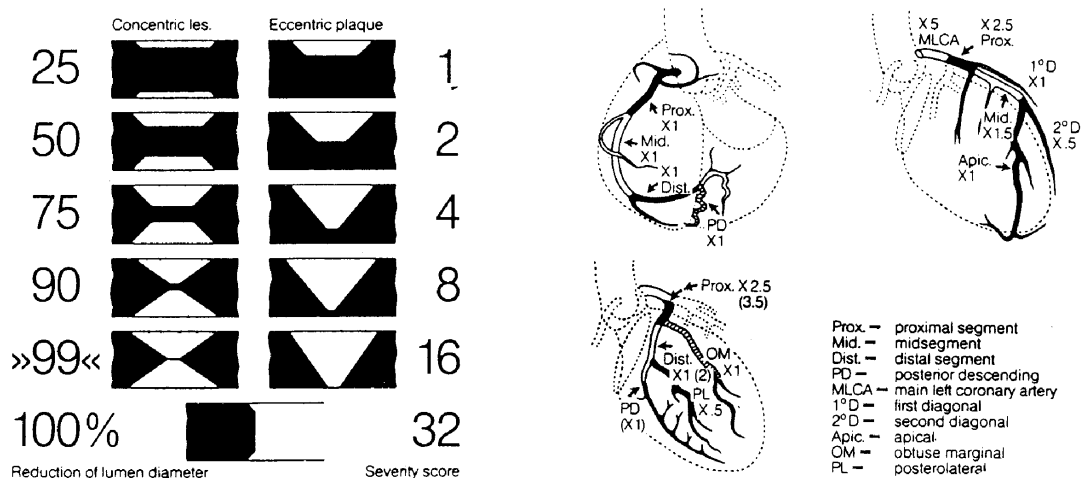 Concentric les. Eccentric plaque
25 1
50 2
75 4
90 8
»99« 16
100% 32
Reduction of lumen diameter Severity score
Prox.
X1
Mid.
X1
X1
Dist.
PD
X1
X5 X2.5
MLCA Prox.
1°D
X1
Mid.
X1.5
2°D
X.5
Apic.
X1
Prox. X2.5
(3.5)
Dist. OM
X1 (2) X1
PL
X.5
PD
(X1)
Prox. – proximal segment
Mid. – midsegment
Dist. – distal segment
PD – posterior descending
MLCA – main left coronary artery
1°D – first diagonal
2°D – second diagonal
Apic. – apical
OM – obtuse marginal
PL – posterolateral